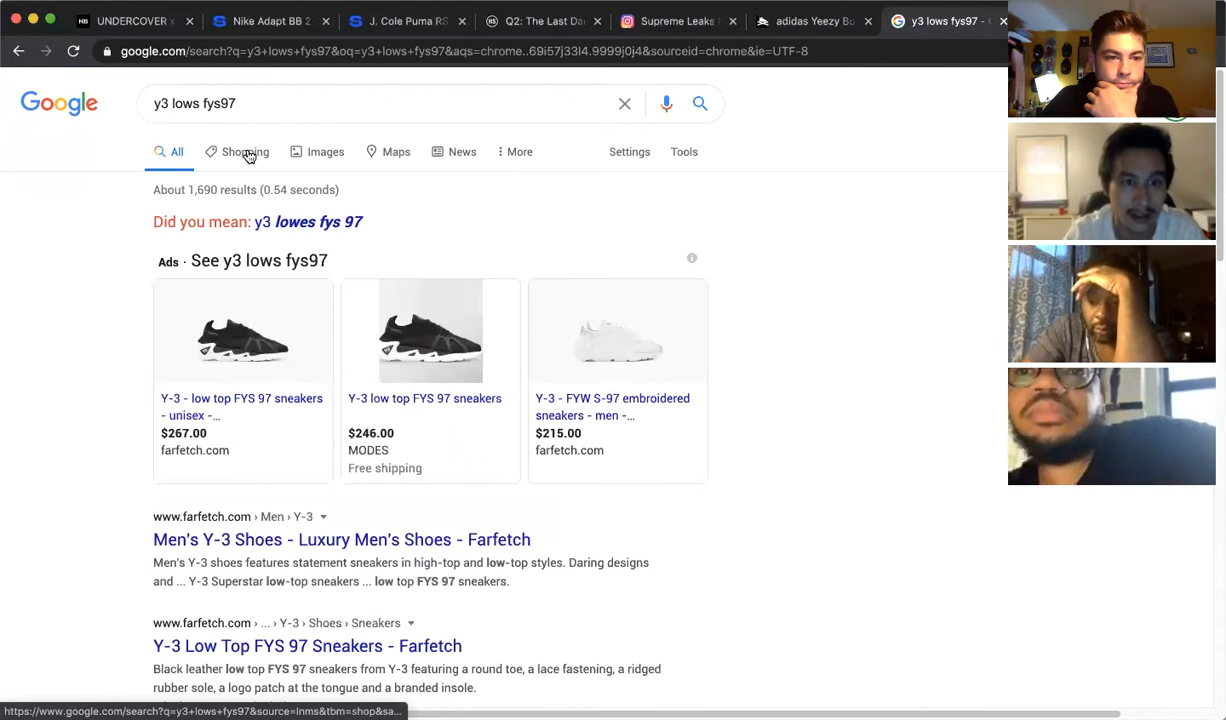 HB UNDERCOVER x
Nike Adapt BB 2
J. Cole Puma RS
HS Q2: The Last Da
Supreme Leaks
adidas Yeezy Bo
y3 lows fys97 -
google.com/search?q=y3+lows+fys97&oq=y3+lows+fys97&aqs=chrome..69i57j33l4.9999j0j4&sourceid=chrome&ie=UTF-8
Google
y3 lows fys97
All
Shopping
Images
Maps
News
More
Settings
Tools
About 1,690 results (0.54 seconds)
Did you mean: y3 lowes fys 97
Ads · See y3 lows fys97
Y-3 - low top FYS 97 sneakers
- unisex -...
$267.00
farfetch.com
Y-3 low top FYS 97 sneakers
$246.00
MODES
Free shipping
Y-3 - FYW S-97 embroidered
sneakers - men -...
$215.00
farfetch.com
www.farfetch.com › Men › Y-3
Men's Y-3 Shoes - Luxury Men's Shoes - Farfetch
Men's Y-3 shoes features statement sneakers in high-top and low-top styles. Daring designs
and ... Y-3 Superstar low-top sneakers ... low top FYS 97 sneakers.
www.farfetch.com › ... › Y-3 › Shoes › Sneakers
Y-3 Low Top FYS 97 Sneakers - Farfetch
Black leather low top FYS 97 sneakers from Y-3 featuring a round toe, a lace fastening, a ridged
rubber sole, a logo patch at the tongue and a branded insole.
https://www.google.com/search?q=y3+lows+fys97&source=lnms&tbm=shop&sa...